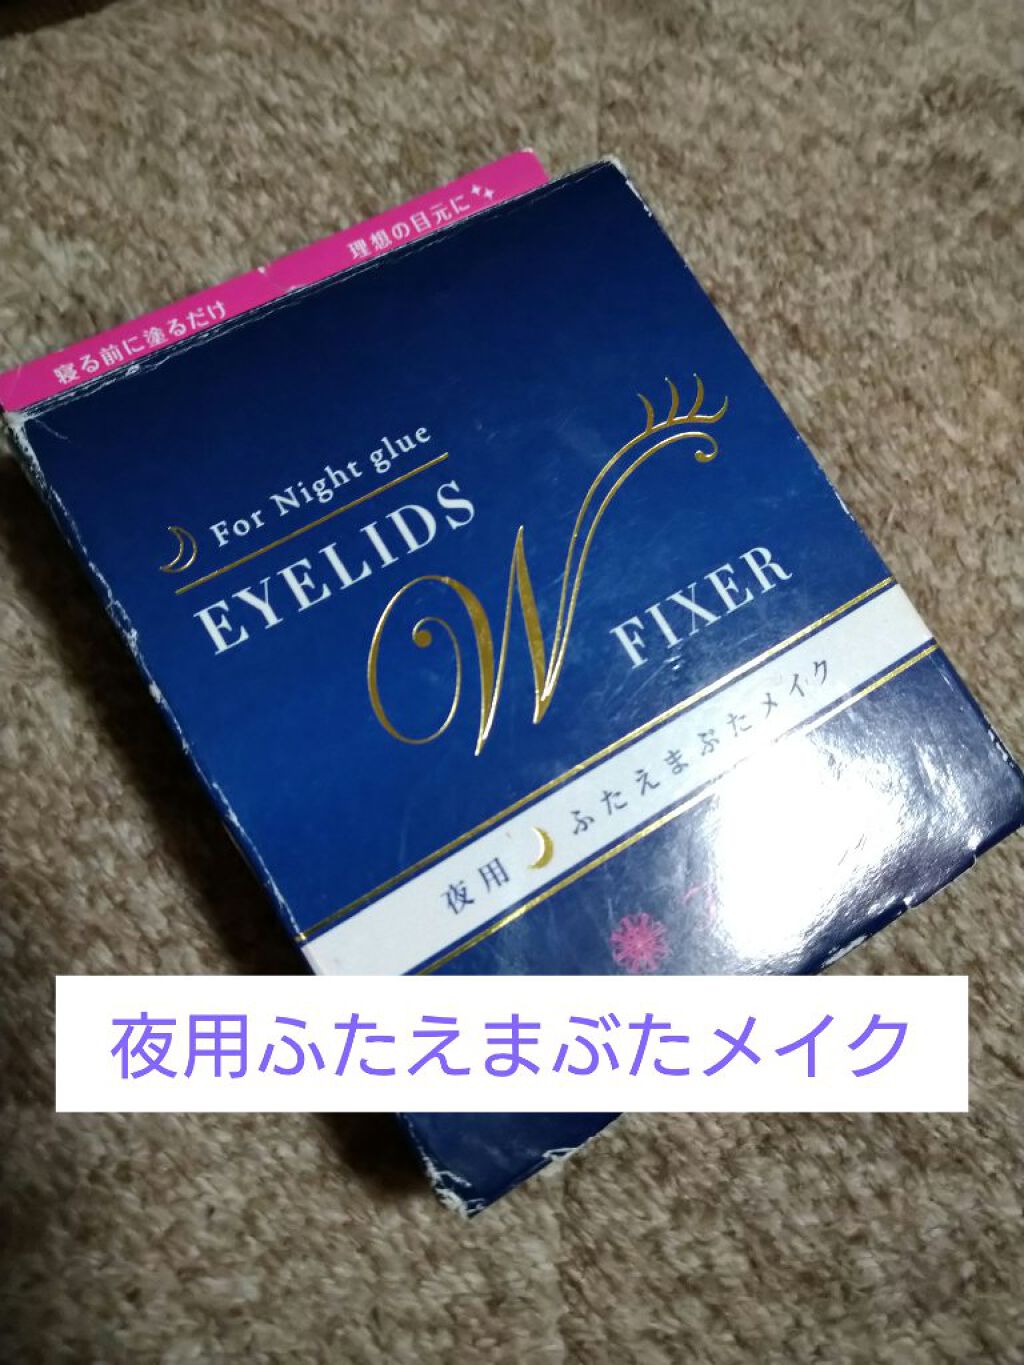 寝る前に塗るだけ 理想の目元に
For Night glue
EYELIDS
W
FIXER
夜用 ふたえまぶたメイク
夜用ふたえまぶたメイク